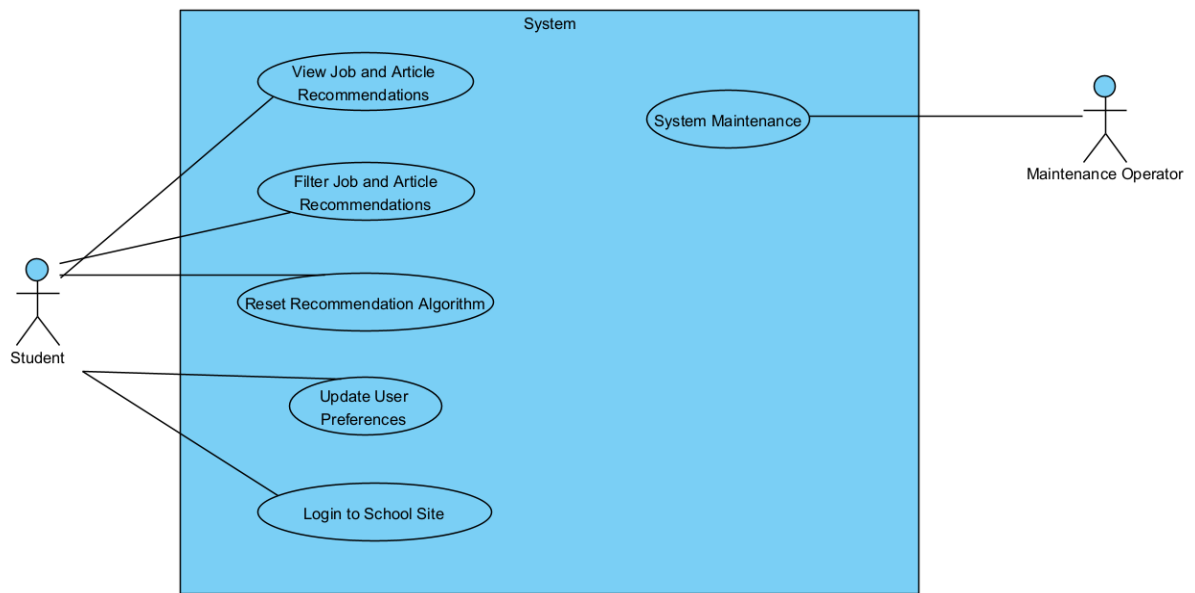 System
View Job and Article
Recommendations
System Maintenance
Maintenance Operator
Filter Job and Article
Recommendations
Reset Recommendation Algorithm
Student
Update User
Preferences
Login to School Site